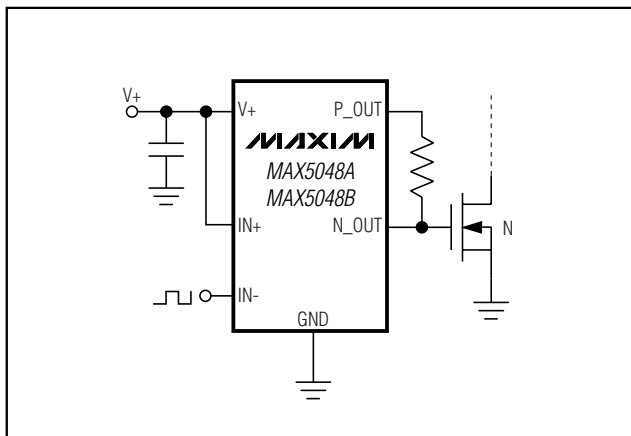 V+
V+
P_OUT
MAXIM
MAX5048A
MAX5048B
IN+
N_OUT
N
IN-
GND